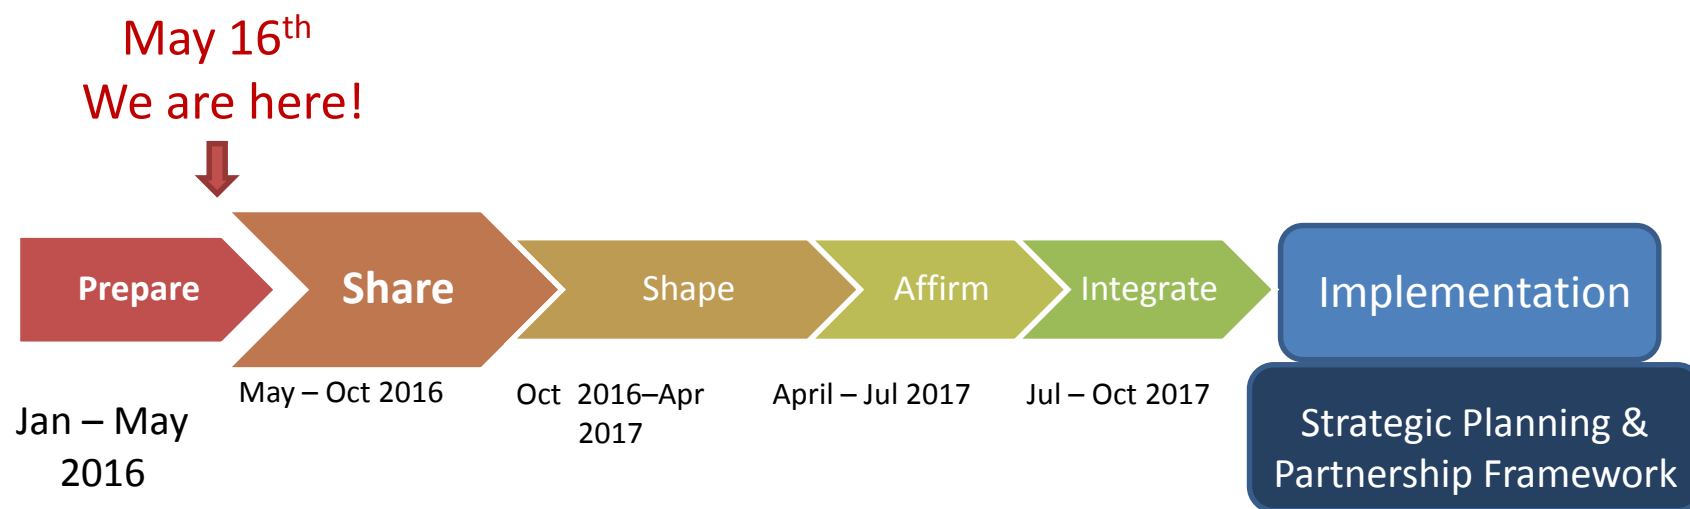 May 16th
We are here!
Prepare
Share
Shape
Affirm
Integrate
Implementation
Jan – May
2016
May – Oct 2016
Oct  2016–Apr
2017
April – Jul 2017
Jul – Oct 2017
Strategic Planning &
Partnership Framework